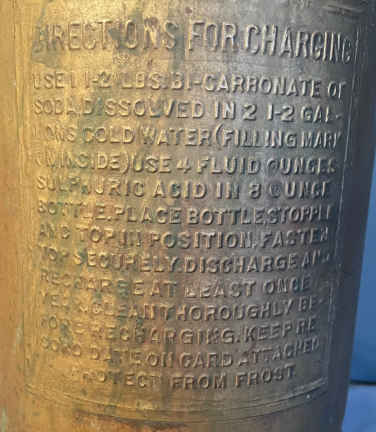 DIRECTIONS FOR CHARGING
USE 1 1-2 LBS. BI-CARBONATE OF
SODA DISSOLVED IN 2 1-2 GAL-
LONS COLD WATER (FILLING MARK
ON INSIDE) USE 4 FLUID OUNCES
SULPHURIC ACID IN 8 OUNCE
BOTTLE. PLACE BOTTLE, STOPPLE
AND TOP IN POSITION. FASTEN
TOP SECURELY. DISCHARGE AND
RECHARGE AT LEAST ONCE
YEAR. CLEAN THOROUGHLY BE-
FORE RECHARGING. KEEP RE
CORD DATE ON CARD ATTACHED
PROTECT FROM FROST.